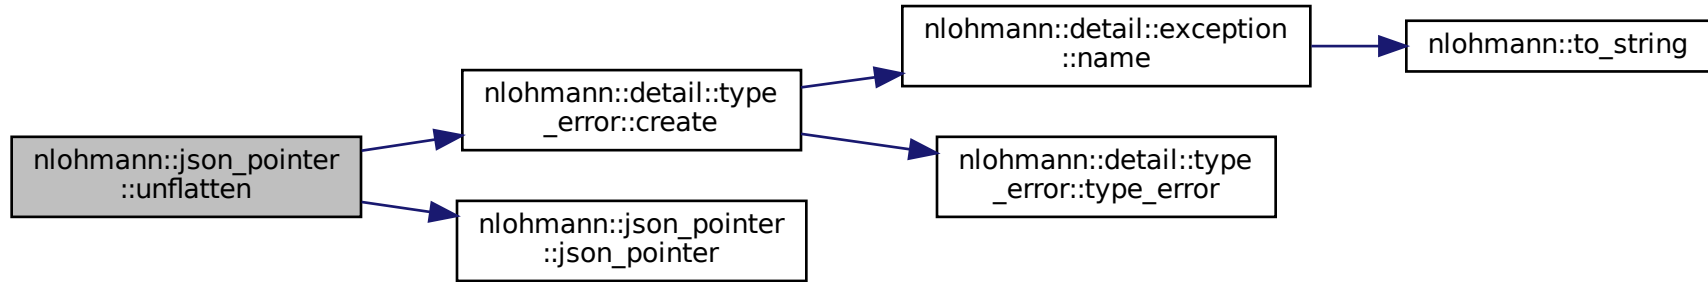 nlohmann::json_pointer
::unflatten
nlohmann::detail::type
_error::create
nlohmann::json_pointer
::json_pointer
nlohmann::detail::exception
::name
nlohmann::detail::type
_error::type_error
nlohmann::to_string